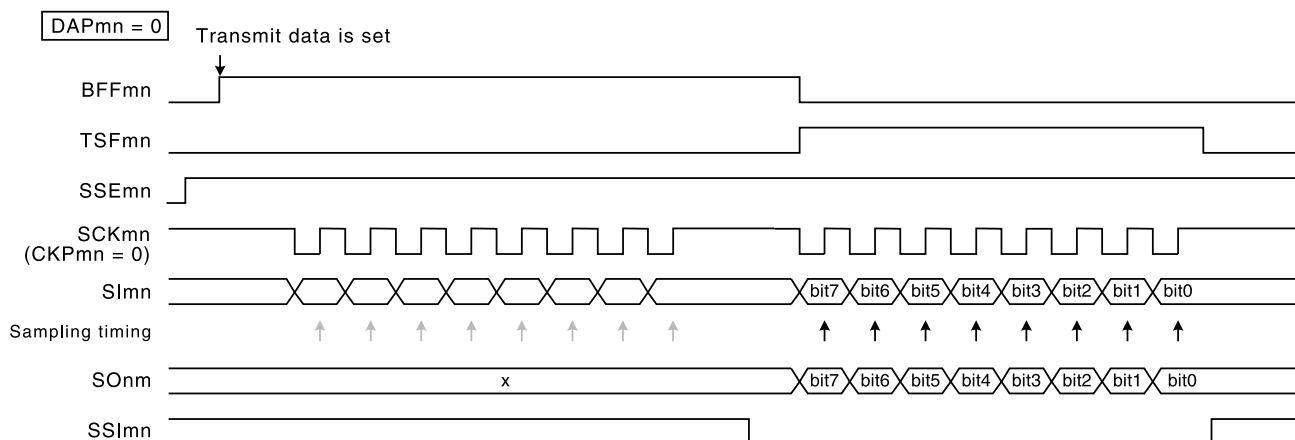 DAPmn = 0
Transmit data is set
BFFmn
TSFmn
SSEmn
SCKmn
(CKPmn = 0)
SImn
bit7 bit6 bit5 bit4 bit3 bit2 bit1 bit0
Sampling timing
SOnm
x
bit7 bit6 bit5 bit4 bit3 bit2 bit1 bit0
SSImn